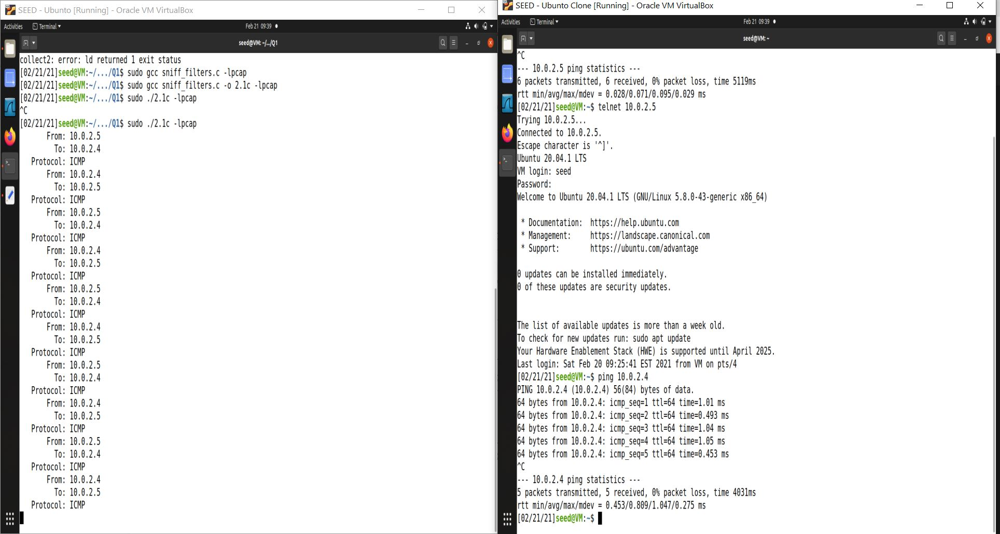 SEED - Ubunto [Running] - Oracle VM VirtualBox
Activities
Terminal
Feb 21 09:39
seed@VM: ~/.../Q1
collect2: error: ld returned 1 exit status
[02/21/21]seed@VM:~/.../Q1$ sudo gcc sniff_filters.c -lpcap
[02/21/21]seed@VM:~/.../Q1$ sudo gcc sniff_filters.c -o 2.1c -lpcap
[02/21/21]seed@VM:~/.../Q1$ sudo ./2.1c -lpcap
^C
[02/21/21]seed@VM:~/.../Q1$ sudo ./2.1c -lpcap
From: 10.0.2.5
To: 10.0.2.4
Protocol: ICMP
From: 10.0.2.4
To: 10.0.2.5
Protocol: ICMP
From: 10.0.2.5
To: 10.0.2.4
Protocol: ICMP
From: 10.0.2.4
To: 10.0.2.5
Protocol: ICMP
From: 10.0.2.5
To: 10.0.2.4
Protocol: ICMP
From: 10.0.2.4
To: 10.0.2.5
Protocol: ICMP
From: 10.0.2.5
To: 10.0.2.4
Protocol: ICMP
From: 10.0.2.4
To: 10.0.2.5
Protocol: ICMP
From: 10.0.2.5
To: 10.0.2.4
Protocol: ICMP
From: 10.0.2.4
To: 10.0.2.5
Protocol: ICMP
SEED - Ubunto Clone [Running] - Oracle VM VirtualBox
Activities
Terminal
Feb 21 09:39
seed@VM: ~
^C
--- 10.0.2.5 ping statistics ---
6 packets transmitted, 6 received, 0% packet loss, time 5119ms
rtt min/avg/max/mdev = 0.028/0.071/0.095/0.029 ms
[02/21/21]seed@VM:~$ telnet 10.0.2.5
Trying 10.0.2.5...
Connected to 10.0.2.5.
Escape character is '^]'.
Ubuntu 20.04.1 LTS
VM login: seed
Password:
Welcome to Ubuntu 20.04.1 LTS (GNU/Linux 5.8.0-43-generic x86_64)
* Documentation:  https://help.ubuntu.com
* Management:     https://landscape.canonical.com
* Support:        https://ubuntu.com/advantage
0 updates can be installed immediately.
0 of these updates are security updates.
The list of available updates is more than a week old.
To check for new updates run: sudo apt update
Your Hardware Enablement Stack (HWE) is supported until April 2025.
Last login: Sat Feb 20 09:25:41 EST 2021 from VM on pts/4
[02/21/21]seed@VM:~$ ping 10.0.2.4
PING 10.0.2.4 (10.0.2.4) 56(84) bytes of data.
64 bytes from 10.0.2.4: icmp_seq=1 ttl=64 time=1.01 ms
64 bytes from 10.0.2.4: icmp_seq=2 ttl=64 time=0.493 ms
64 bytes from 10.0.2.4: icmp_seq=3 ttl=64 time=1.04 ms
64 bytes from 10.0.2.4: icmp_seq=4 ttl=64 time=1.05 ms
64 bytes from 10.0.2.4: icmp_seq=5 ttl=64 time=0.453 ms
^C
--- 10.0.2.4 ping statistics ---
5 packets transmitted, 5 received, 0% packet loss, time 4031ms
rtt min/avg/max/mdev = 0.453/0.809/1.047/0.275 ms
[02/21/21]seed@VM:~$